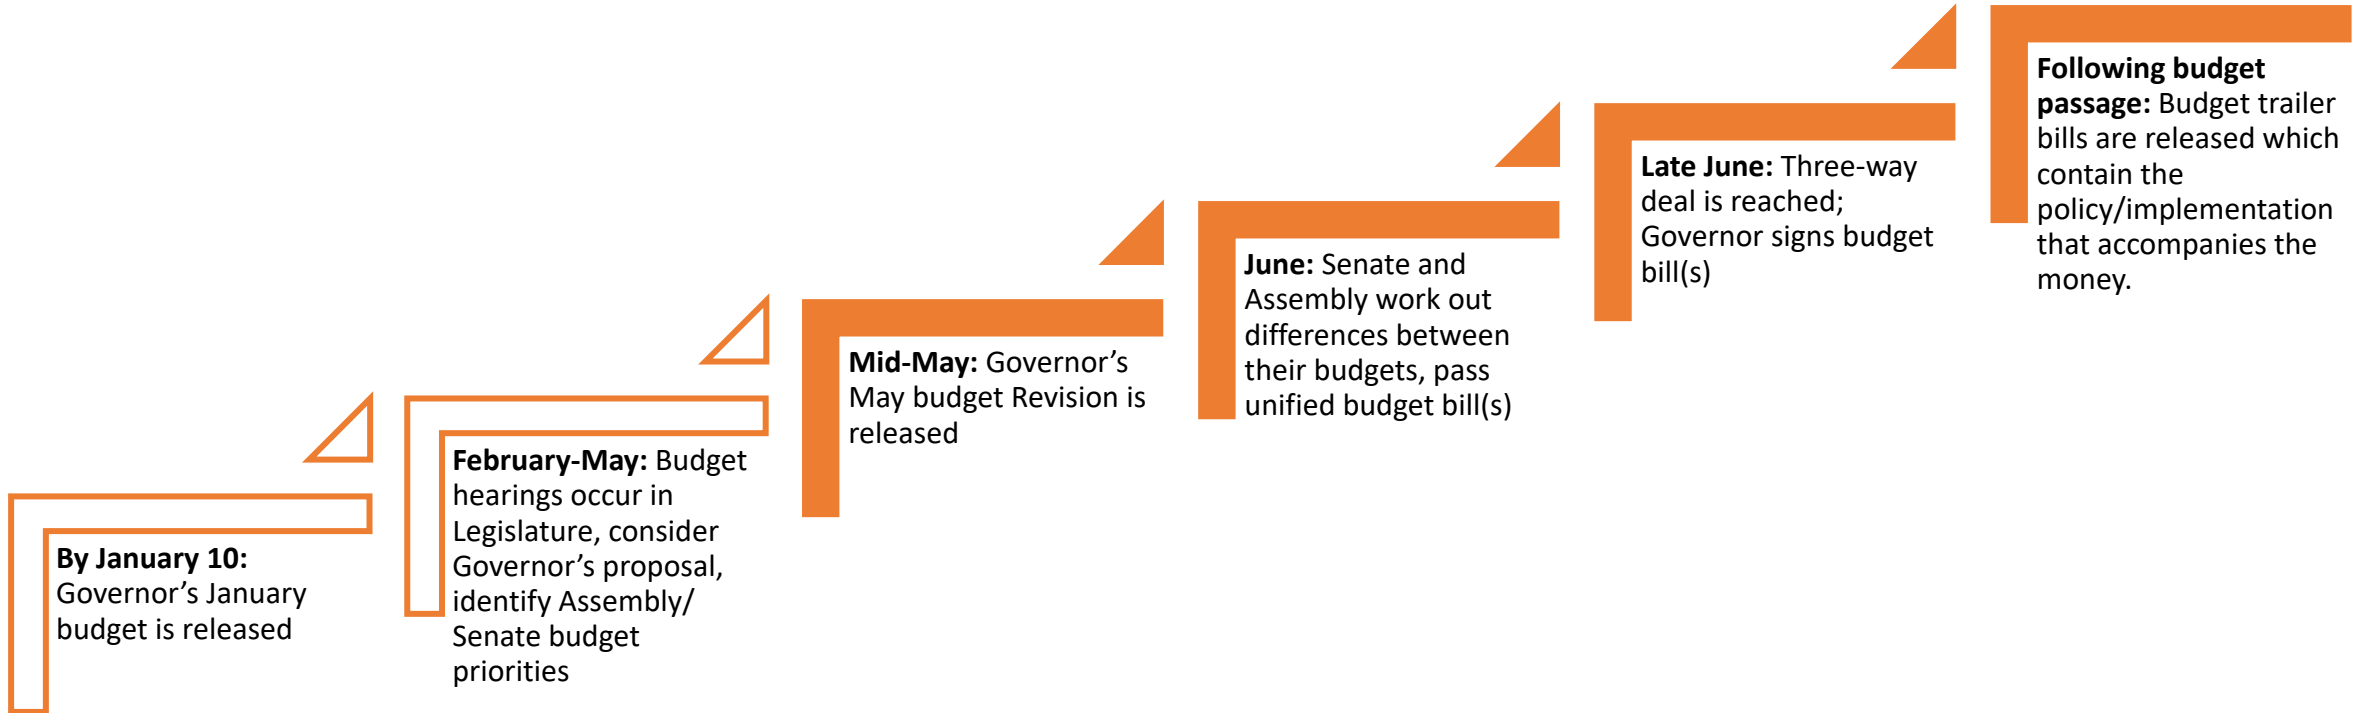 By January 10:
Governor’s January
budget is released
February-May: Budget
hearings occur in
Legislature, consider
Governor’s proposal,
identify Assembly/
Senate budget
priorities
Mid-May: Governor’s
May budget Revision is
released
June: Senate and
Assembly work out
differences between
their budgets, pass
unified budget bill(s)
Late June: Three-way
deal is reached;
Governor signs budget
bill(s)
Following budget
passage: Budget trailer
bills are released which
contain the
policy/implementation
that accompanies the
money.